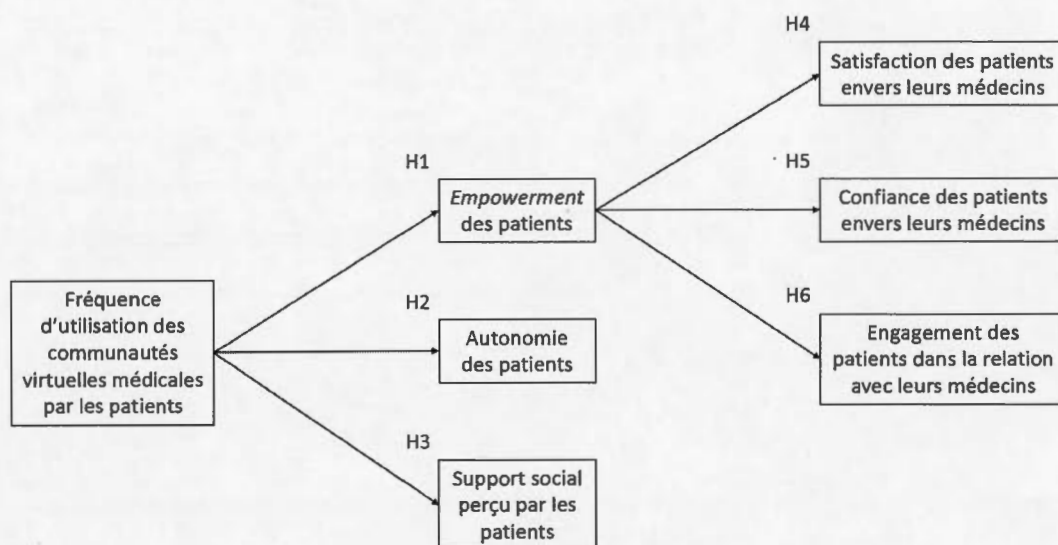 H4
Satisfaction des patients
envers leurs médecins
H1
H5
Empowerment
des patients
Confiance des patients
envers leurs médecins
Fréquence
d'utilisation des
communautés
virtuelles médicales
par les patients
H2
Autonomie
des patients
H6
Engagement des
patients dans la relation
avec leurs médecins
H3
Support social
perçu par les
patients